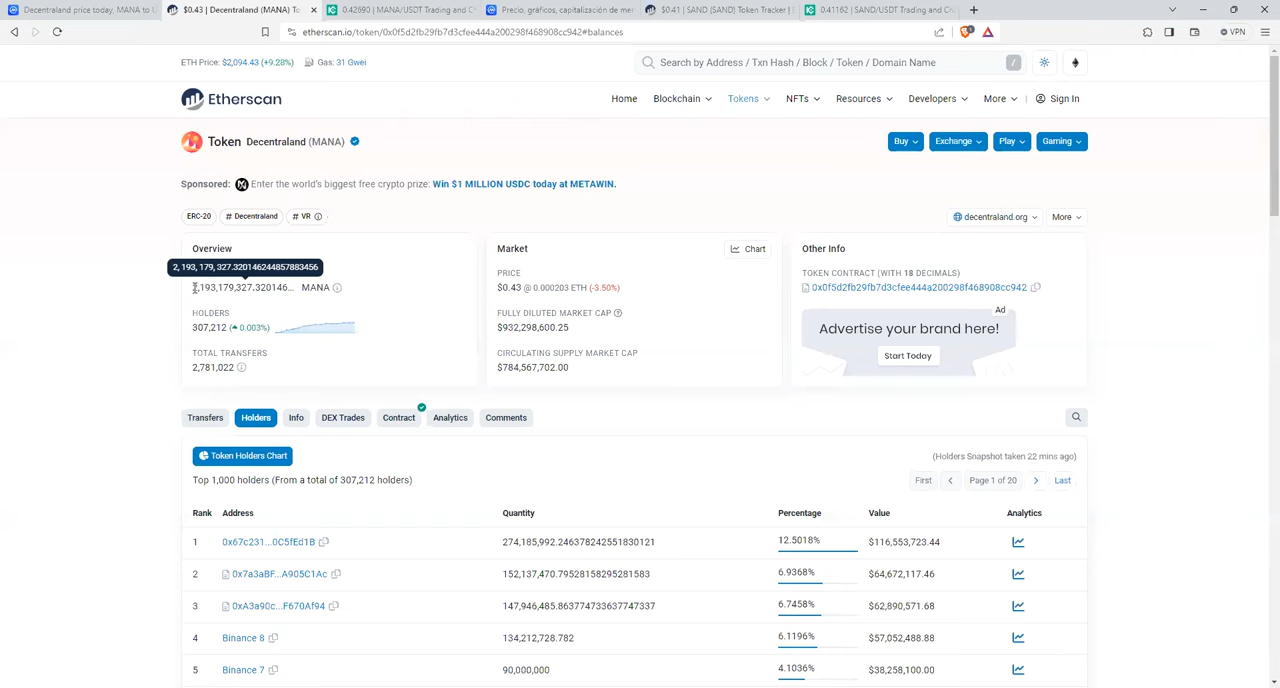 Decentraland price today, MANA to U
$0.43 | Decentraland (MANA) To
0.42690 | MANA/USDT Trading and C
Precio, gráficos, capitalización de me
$0.41 | SAND (SAND) Token Tracker |
0.41162 | SAND/USDT Trading and Ch
etherscan.io/token/0x0f5d2fb29fb7d3cfee444a200298f468908cc942#balances
VPN
ETH Price: $2,094.43 (+9.28%) Gas: 31 Gwei
Search by Address / Txn Hash / Block / Token / Domain Name /
Etherscan
Home Blockchain Tokens NFTs Resources Developers More | Sign In
Token Decentraland (MANA)
Buy Exchange Play Gaming
Sponsored: Enter the world's biggest free crypto prize: Win $1 MILLION USDC today at METAWIN.
ERC-20 # Decentraland # VR
decentraland.org More
Overview
2, 193, 179, 327.320146244857883456
2,193,179,327.320146... MANA
HOLDERS
307,212 (0.003%)
TOTAL TRANSFERS
2,781,022
Market
Chart
PRICE
$0.43 @ 0.000203 ETH (-3.50%)
FULLY DILUTED MARKET CAP
$932,298,600.25
CIRCULATING SUPPLY MARKET CAP
$784,567,702.00
Other Info
TOKEN CONTRACT (WITH 18 DECIMALS)
0x0f5d2fb29fb7d3cfee444a200298f468908cc942
Ad
Advertise your brand here!
Start Today
Transfers Holders Info DEX Trades Contract Analytics Comments
Token Holders Chart
(Holders Snapshot taken 22 mins ago)
Top 1,000 holders (From a total of 307,212 holders)
First Page 1 of 20 Last
Rank Address Quantity Percentage Value Analytics
1 0x67c231...0C5fEd1B 274,185,992.246378242551830121 12.5018% $116,553,723.44
2 0x7a3aBF...A905C1Ac 152,137,470.79528158295281583 6.9368% $64,672,117.46
3 0xA3a90c...F670Af94 147,946,485.863774733637747337 6.7458% $62,890,571.68
4 Binance 8 134,212,728.782 6.1196% $57,052,488.88
5 Binance 7 90,000,000 4.1036% $38,258,100.00